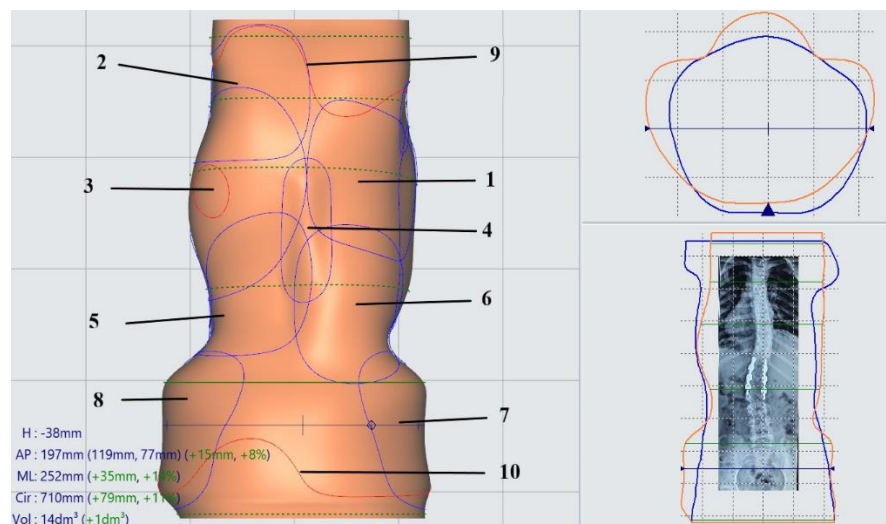 2
9
3
1
4
5
6
8
7
10
H : -38mm
AP : 197mm (119mm, 77mm) (+15mm, +8%)
ML: 252mm (+35mm, +14%)
Cir : 710mm (+79mm, +11%)
Vol : 14dm³ (+1dm³)